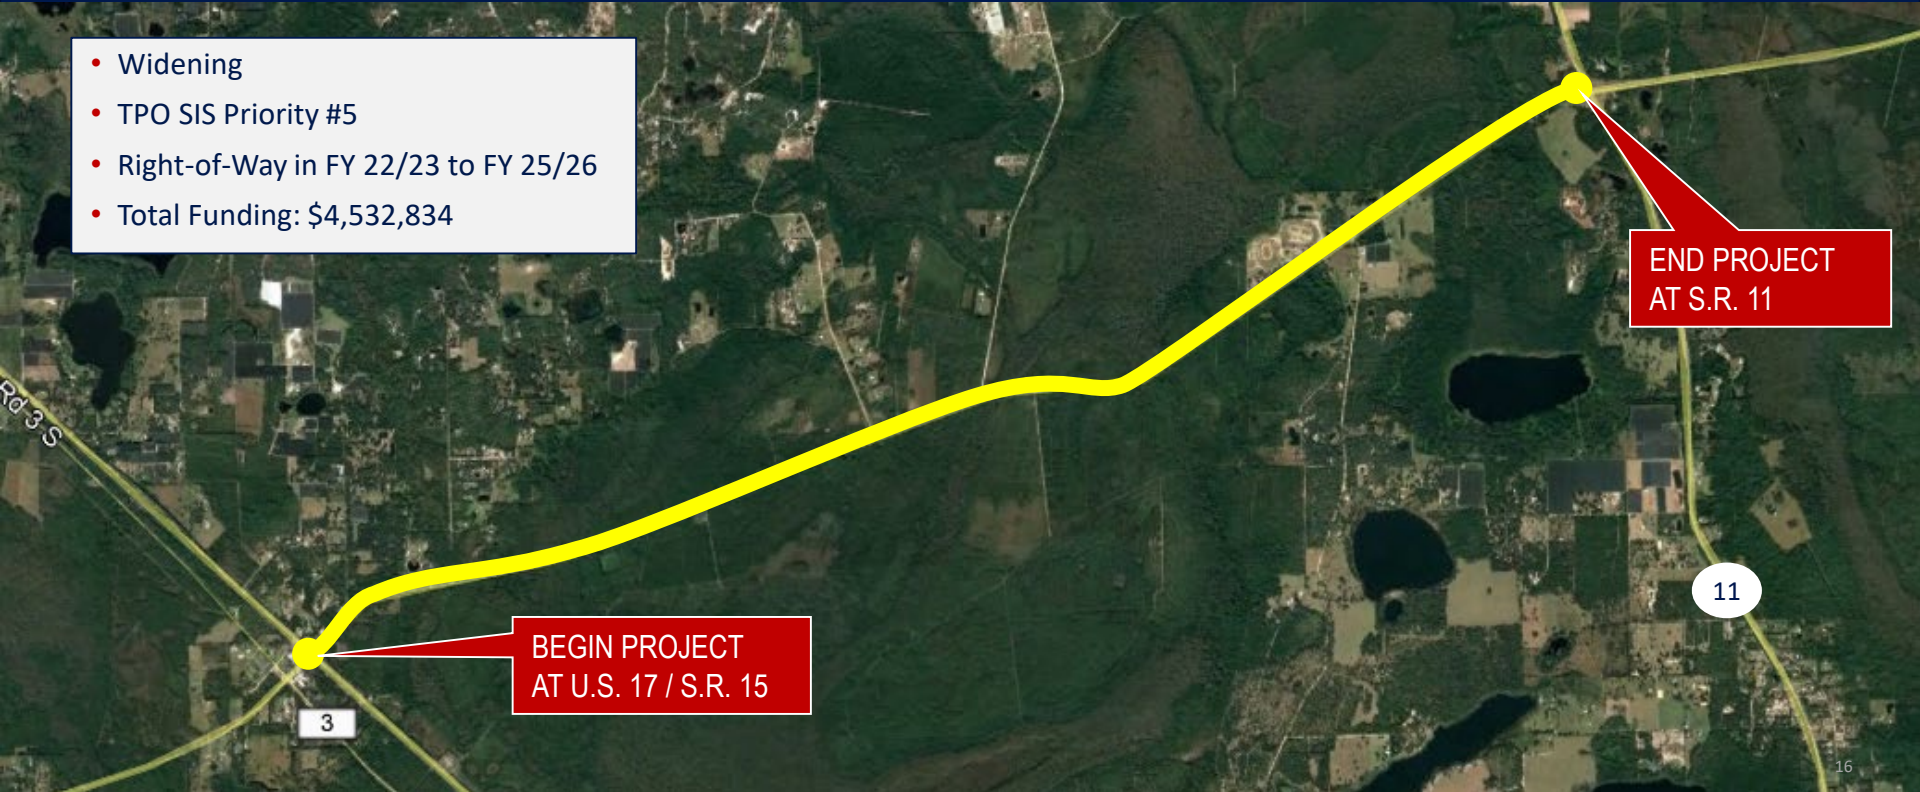 • Widening
• TPO SIS Priority #5
• Right-of-Way in FY 22/23 to FY 25/26
• Total Funding: $4,532,834
END PROJECT
AT S.R. 11
Rd 3 S
11
BEGIN PROJECT
AT U.S. 17 / S.R. 15
3
16